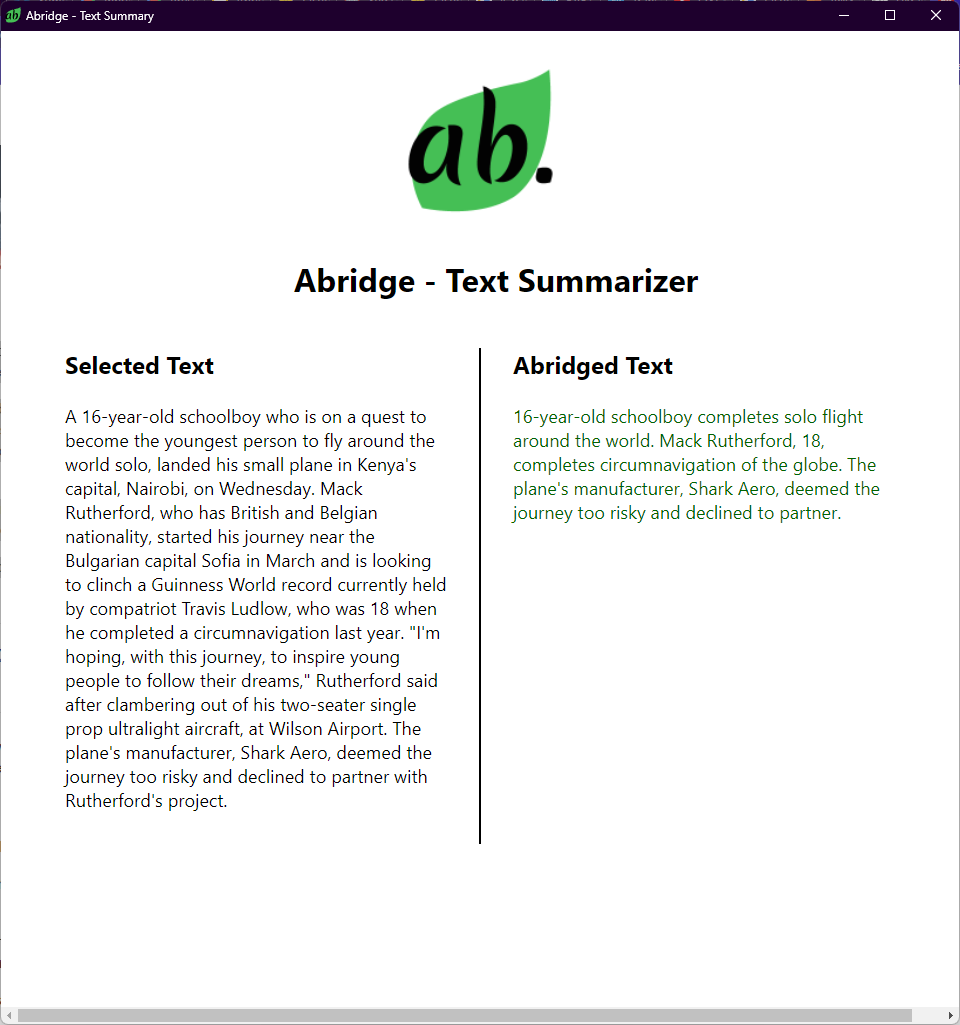 Abridge - Text Summary
ab.
Abridge - Text Summarizer
Selected Text
A 16-year-old schoolboy who is on a quest to
become the youngest person to fly around the
world solo, landed his small plane in Kenya's
capital, Nairobi, on Wednesday. Mack
Rutherford, who has British and Belgian
nationality, started his journey near the
Bulgarian capital Sofia in March and is looking
to clinch a Guinness World record currently held
by compatriot Travis Ludlow, who was 18 when
he completed a circumnavigation last year. "I'm
hoping, with this journey, to inspire young
people to follow their dreams," Rutherford said
after clambering out of his two-seater single
prop ultralight aircraft, at Wilson Airport. The
plane's manufacturer, Shark Aero, deemed the
journey too risky and declined to partner with
Rutherford's project.
Abridged Text
16-year-old schoolboy completes solo flight
around the world. Mack Rutherford, 18,
completes circumnavigation of the globe. The
plane's manufacturer, Shark Aero, deemed the
journey too risky and declined to partner.